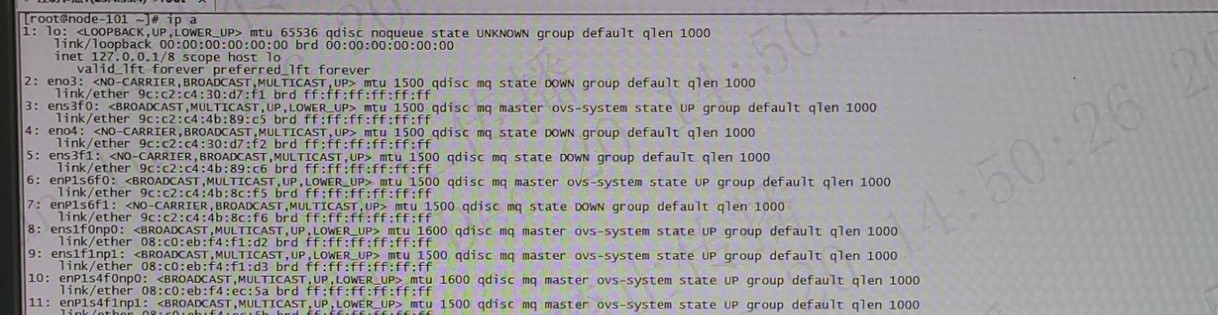 [root@node-101 ~]# ip a
1: lo: <LOOPBACK,UP,LOWER_UP> mtu 65536 qdisc noqueue state UNKNOWN group default qlen 1000
link/loopback 00:00:00:00:00:00 brd 00:00:00:00:00:00
inet 127.0.0.1/8 scope host lo
valid_lft forever preferred_lft forever
2: eno3: <NO-CARRIER,BROADCAST,MULTICAST,UP> mtu 1500 qdisc mq state DOWN group default qlen 1000
link/ether 9c:c2:c4:30:d7:f1 brd ff:ff:ff:ff:ff:ff
3: ens3f0: <BROADCAST,MULTICAST,UP,LOWER_UP> mtu 1500 qdisc mq master ovs-system state UP group default qlen 1000
link/ether 9c:c2:c4:4b:89:c5 brd ff:ff:ff:ff:ff:ff
4: eno4: <NO-CARRIER,BROADCAST,MULTICAST,UP> mtu 1500 qdisc mq state DOWN group default qlen 1000
link/ether 9c:c2:c4:30:d7:f2 brd ff:ff:ff:ff:ff:ff
5: ens3f1: <NO-CARRIER,BROADCAST,MULTICAST,UP> mtu 1500 qdisc mq state DOWN group default qlen 1000
link/ether 9c:c2:c4:4b:89:c6 brd ff:ff:ff:ff:ff:ff
6: enP1s6f0: <BROADCAST,MULTICAST,UP,LOWER_UP> mtu 1500 qdisc mq master ovs-system state UP group default qlen 1000
link/ether 9c:c2:c4:4b:8c:f5 brd ff:ff:ff:ff:ff:ff
7: enP1s6f1: <NO-CARRIER,BROADCAST,MULTICAST,UP> mtu 1500 qdisc mq state DOWN group default qlen 1000
link/ether 9c:c2:c4:4b:8c:f6 brd ff:ff:ff:ff:ff:ff
8: ens1f0np0: <BROADCAST,MULTICAST,UP,LOWER_UP> mtu 1600 qdisc mq master ovs-system state UP group default qlen 1000
link/ether 08:c0:eb:f4:f1:d2 brd ff:ff:ff:ff:ff:ff
9: ens1f1np1: <BROADCAST,MULTICAST,UP,LOWER_UP> mtu 1500 qdisc mq master ovs-system state UP group default qlen 1000
link/ether 08:c0:eb:f4:f1:d3 brd ff:ff:ff:ff:ff:ff
10: enP1s4f0np0: <BROADCAST,MULTICAST,UP,LOWER_UP> mtu 1600 qdisc mq master ovs-system state UP group default qlen 1000
link/ether 08:c0:eb:f4:ec:5a brd ff:ff:ff:ff:ff:ff
11: enP1s4f1np1: <BROADCAST,MULTICAST,UP,LOWER_UP> mtu 1500 qdisc mq master ovs-system state UP group default qlen 1000
link/ether 08:c0:eb:f4:ec:5b brd ff:ff:ff:ff:ff:ff
14:50:26